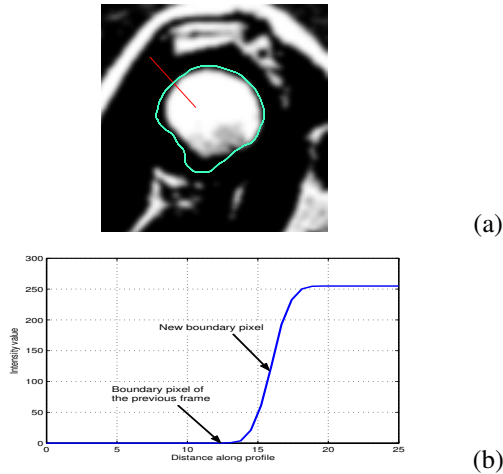 (a)
300
250
200
150
100
50
0
Intensity value
New boundary pixel
Boundary pixel of
the previous frame
0 5 10 15 20 25
Distance along profile
(b)